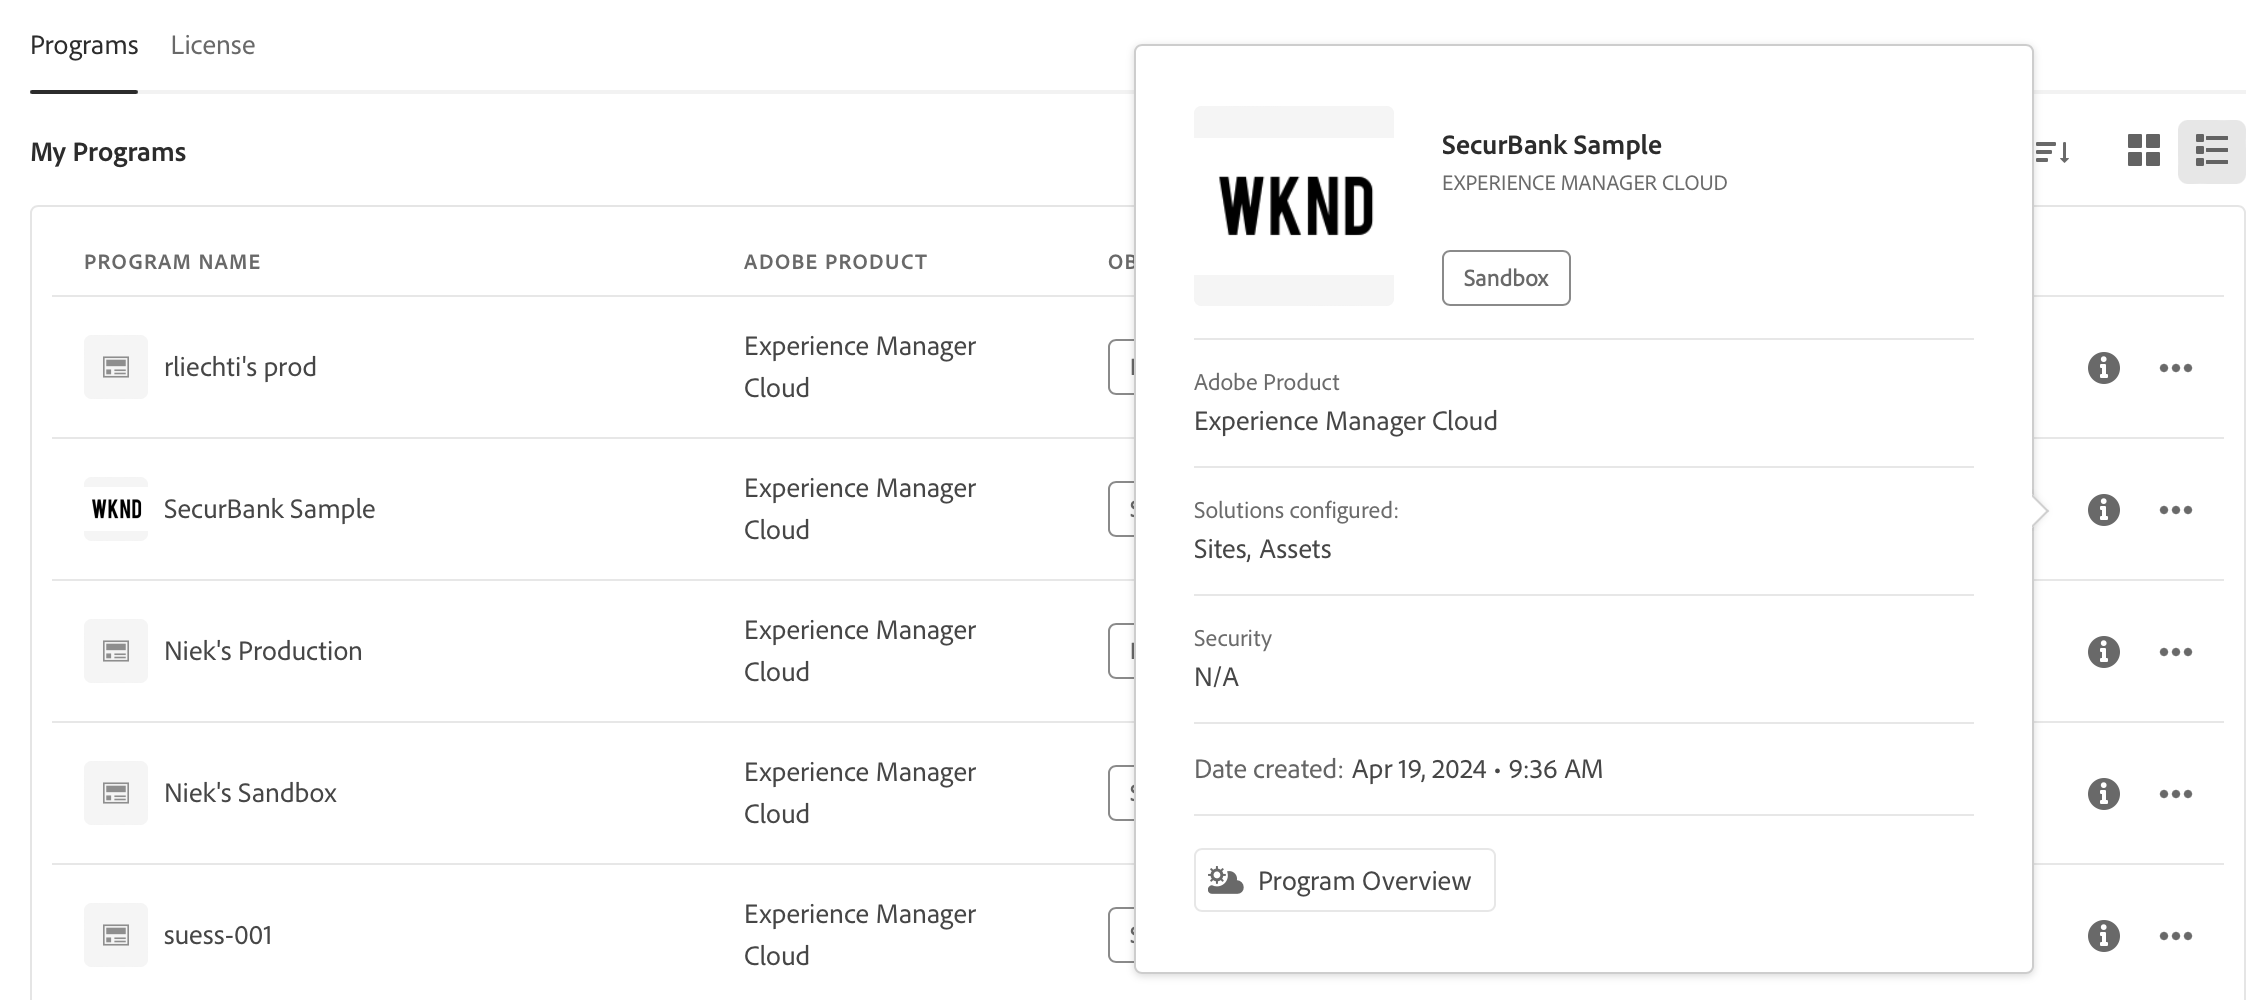 Programs License
My Programs
PROGRAM NAME ADOBE PRODUCT OB
rliechti's prod Experience Manager
Cloud
WKND SecurBank Sample Experience Manager
Cloud
Niek's Production Experience Manager
Cloud
Niek's Sandbox Experience Manager
Cloud
suess-001 Experience Manager
Cloud
WKND
SecurBank Sample
EXPERIENCE MANAGER CLOUD
Sandbox
Adobe Product
Experience Manager Cloud
Solutions configured:
Sites, Assets
Security
N/A
Date created: Apr 19, 2024 • 9:36 AM
Program Overview